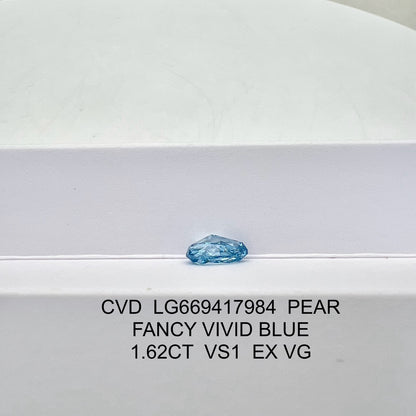 CVD LG669417984 PEAR
FANCY VIVID BLUE
1.62CT VS1 EX VG